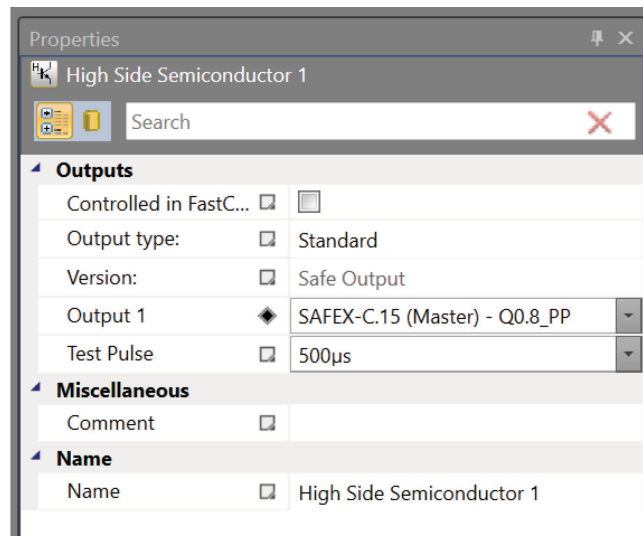 Properties
High Side Semiconductor 1
Search
Outputs
Controlled in FastC...
Output type: Standard
Version: Safe Output
Output 1 SAFEX-C.15 (Master) - Q0.8_PP
Test Pulse 500µs
Miscellaneous
Comment
Name
Name High Side Semiconductor 1